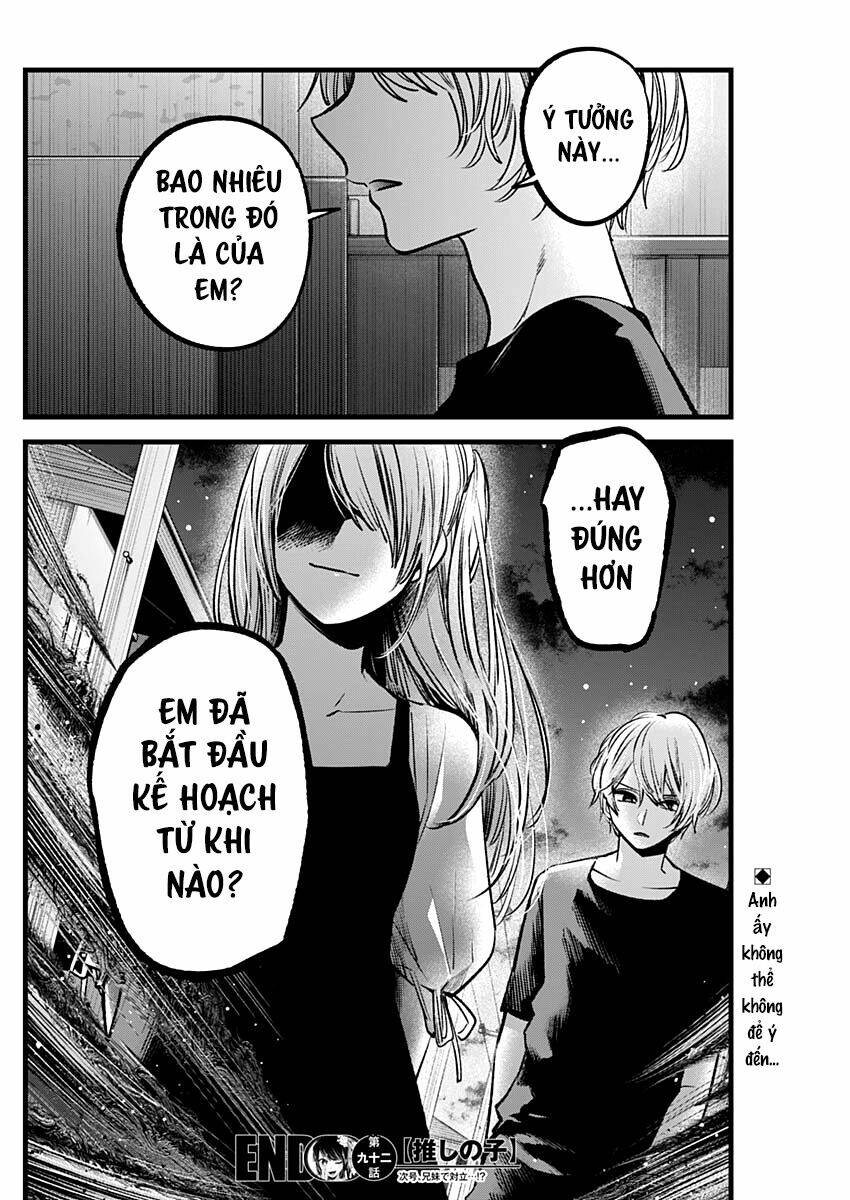 Ý TƯỞNG
NÀY...
BAO NHIÊU
TRONG ĐÓ
LÀ CỦA
EM?
...HAY
ĐÚNG
HƠN
EM ĐÃ
BẮT ĐẦU
KẾ HOẠCH
TỪ KHI
NÀO?
Anh
ấy
không
thể
không
để ý
đến...
END
第九十二話
【推しの子】
次号、兄妹で対立…!?